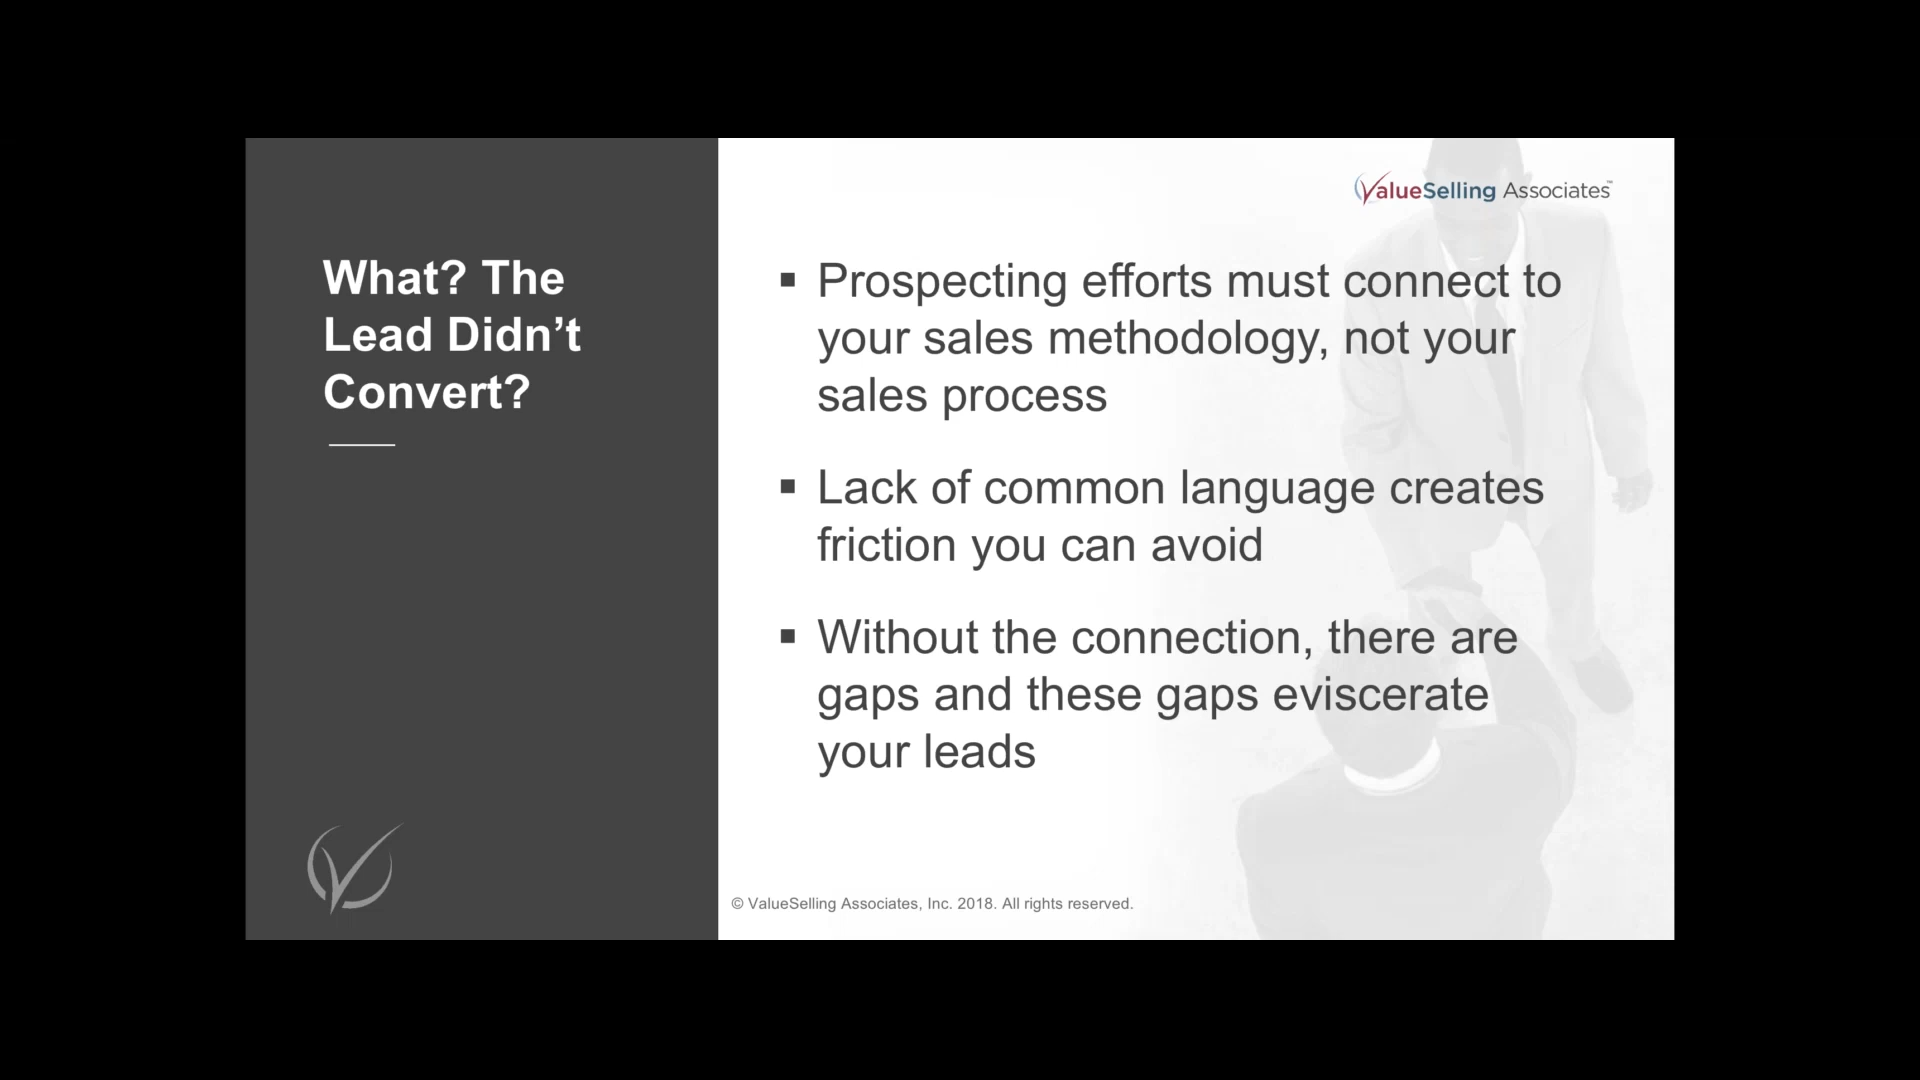 What? The
Lead Didn’t
Convert?
ValueSelling Associates™
▪ Prospecting efforts must connect to
your sales methodology, not your
sales process
▪ Lack of common language creates
friction you can avoid
▪ Without the connection, there are
gaps and these gaps eviscerate
your leads
© ValueSelling Associates, Inc. 2018. All rights reserved.